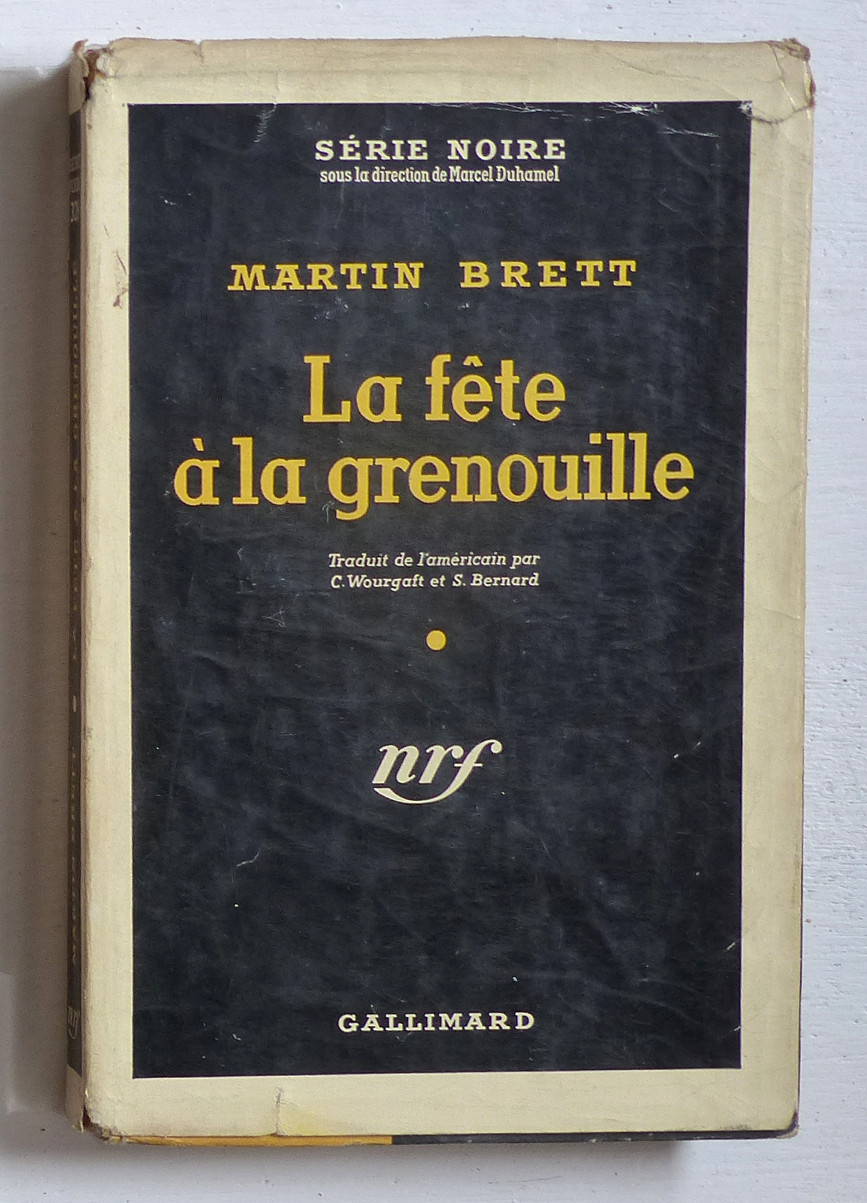 SÉRIE NOIRE
sous la direction de Marcel Duhamel
MARTIN BRETT
La fête
à la grenouille
Traduit de l'américain par
C. Wourgaft et S. Bernard
nrf
GALLIMARD
nrf